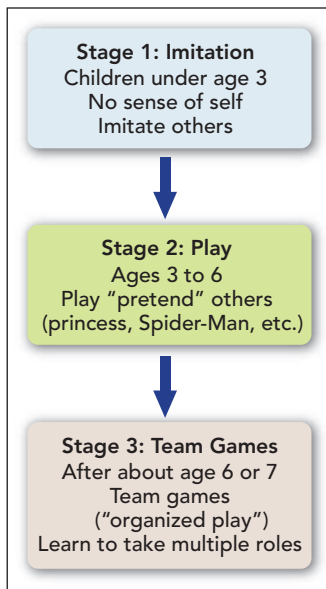 Stage 1: Imitation
Children under age 3
No sense of self
Imitate others
Stage 2: Play
Ages 3 to 6
Play “pretend” others
(princess, Spider-Man, etc.)
Stage 3: Team Games
After about age 6 or 7
Team games
(“organized play”)
Learn to take multiple roles